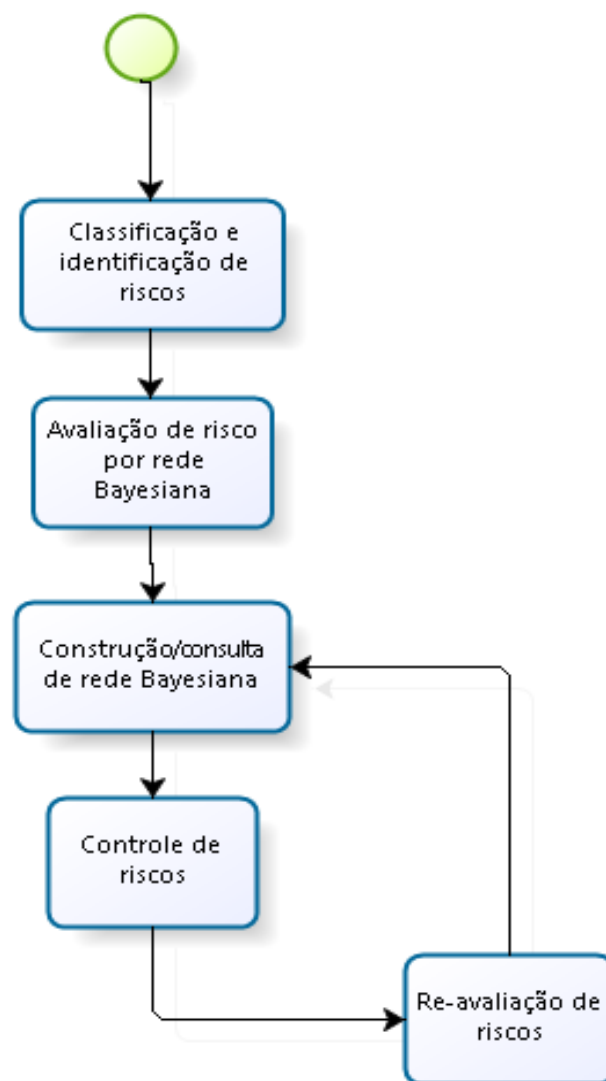 Classificação e
identificação de
riscos
Avaliação de risco
por rede
Bayesiana
Construção/consulta
de rede Bayesiana
Controle de
riscos
Re-avaliação de
riscos